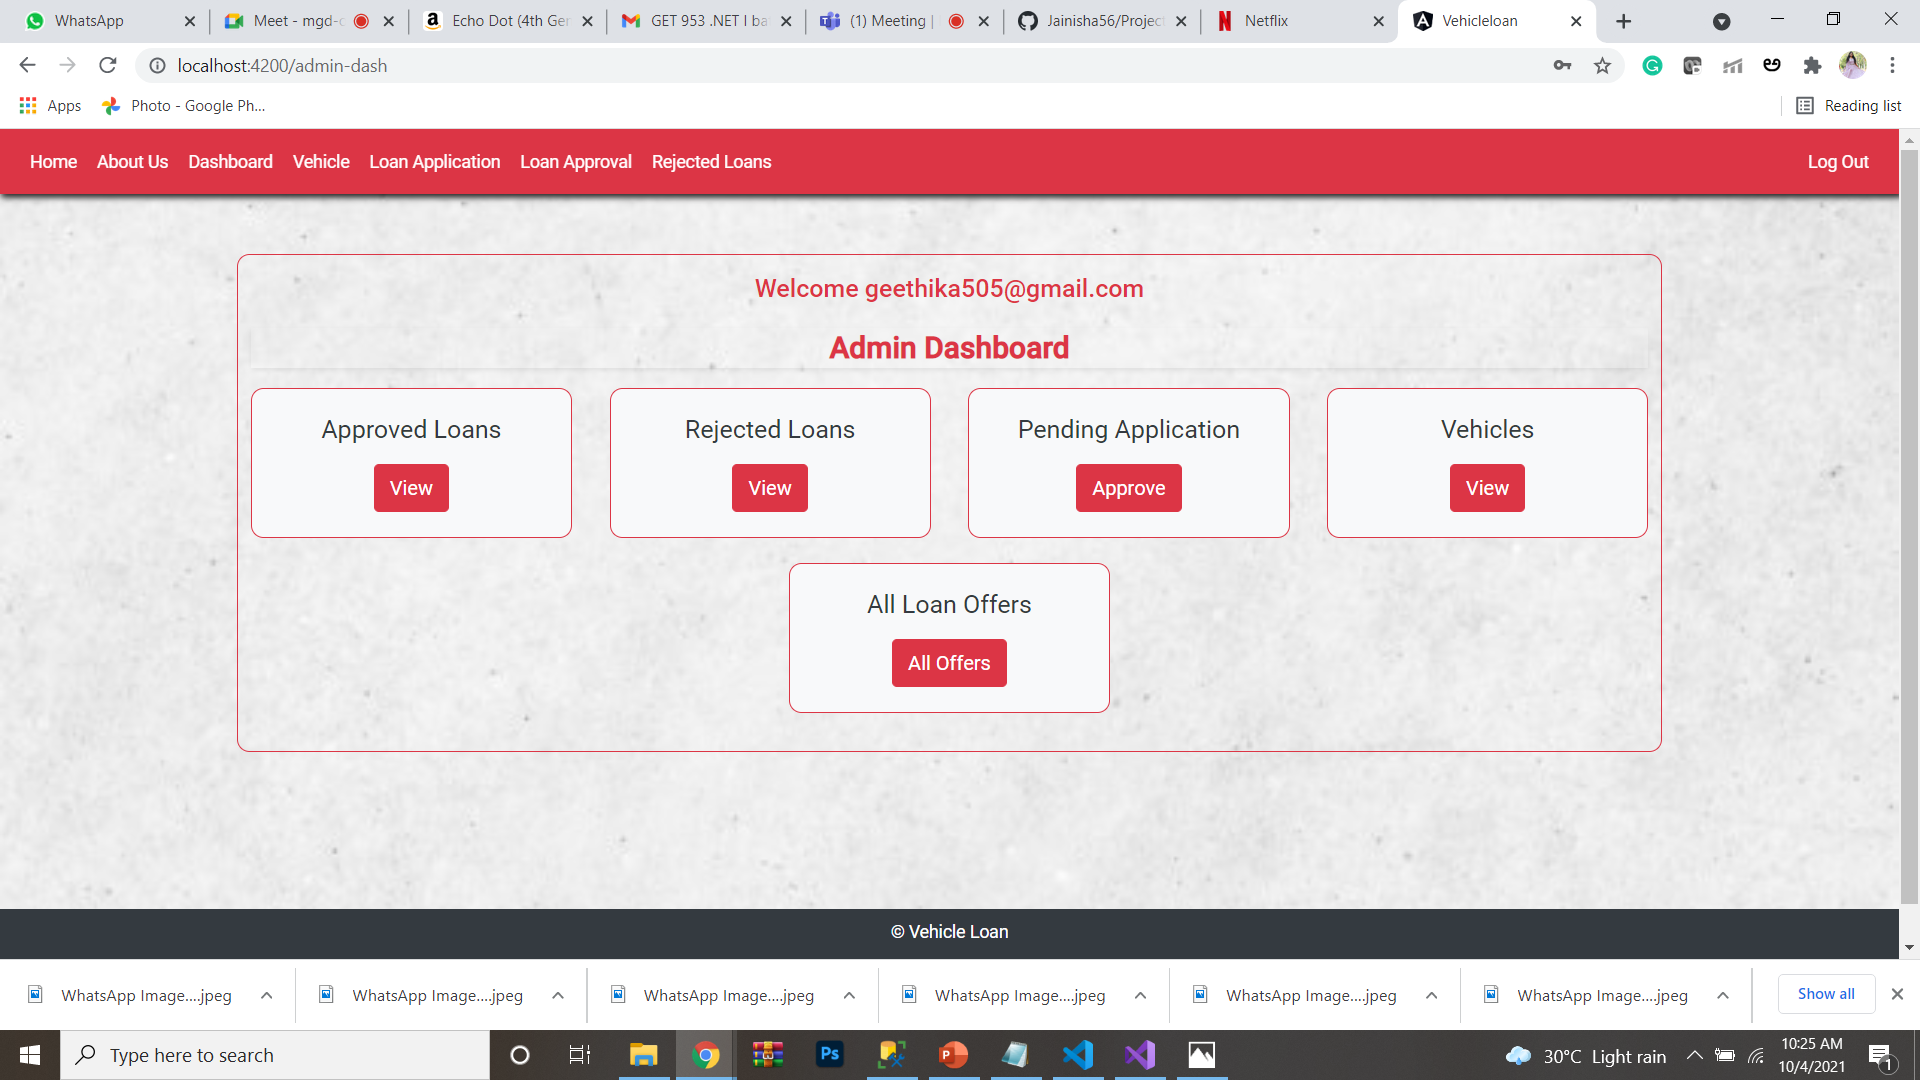 WhatsApp
Meet - mgd-c
Echo Dot (4th Ger
GET 953 .NET I ba
(1) Meeting |
Jainisha56/Project
Netflix
Vehicleloan
localhost:4200/admin-dash
Apps
Photo - Google Ph...
Reading list
Home
About Us
Dashboard
Vehicle
Loan Application
Loan Approval
Rejected Loans
Log Out
Welcome geethika505@gmail.com
Admin Dashboard
Approved Loans
View
Rejected Loans
View
Pending Application
Approve
Vehicles
View
All Loan Offers
All Offers
© Vehicle Loan
WhatsApp Image....jpeg
WhatsApp Image....jpeg
WhatsApp Image....jpeg
WhatsApp Image....jpeg
WhatsApp Image....jpeg
WhatsApp Image....jpeg
Show all
Type here to search
Ps
30°C Light rain
10:25 AM
10/4/2021
1